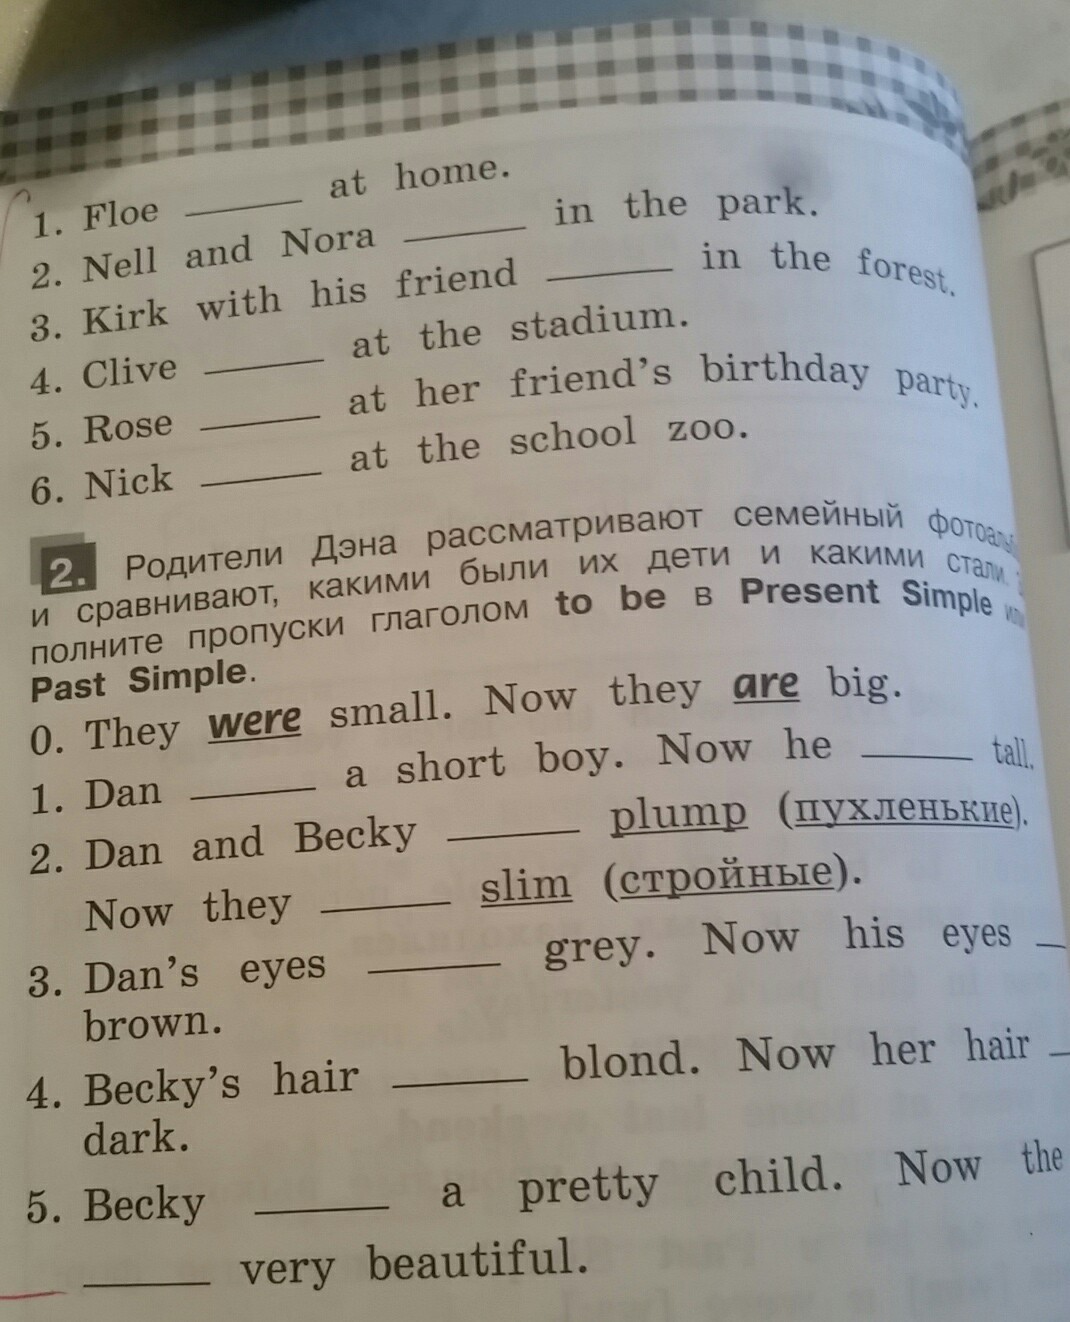 1. Floe ______ at home.
2. Nell and Nora ______ in the park.
3. Kirk with his friend ______ in the forest.
4. Clive ______ at the stadium.
5. Rose ______ at her friend's birthday party.
6. Nick ______ at the school zoo.
2. Родители Дэна рассматривают семейный
и сравнивают, какими были их дети и какими стали.
полните пропуски глаголом to be в Present Simple или
Past Simple.
0. They were small. Now they are big.
1. Dan ______ a short boy. Now he ______ tall.
2. Dan and Becky ______ plump (пухленькие).
Now they ______ slim (стройные).
3. Dan's eyes ______ grey. Now his eyes _
brown.
4. Becky's hair ______ blond. Now her hair _
dark.
5. Becky ______ a pretty child. Now the
______ very beautiful.